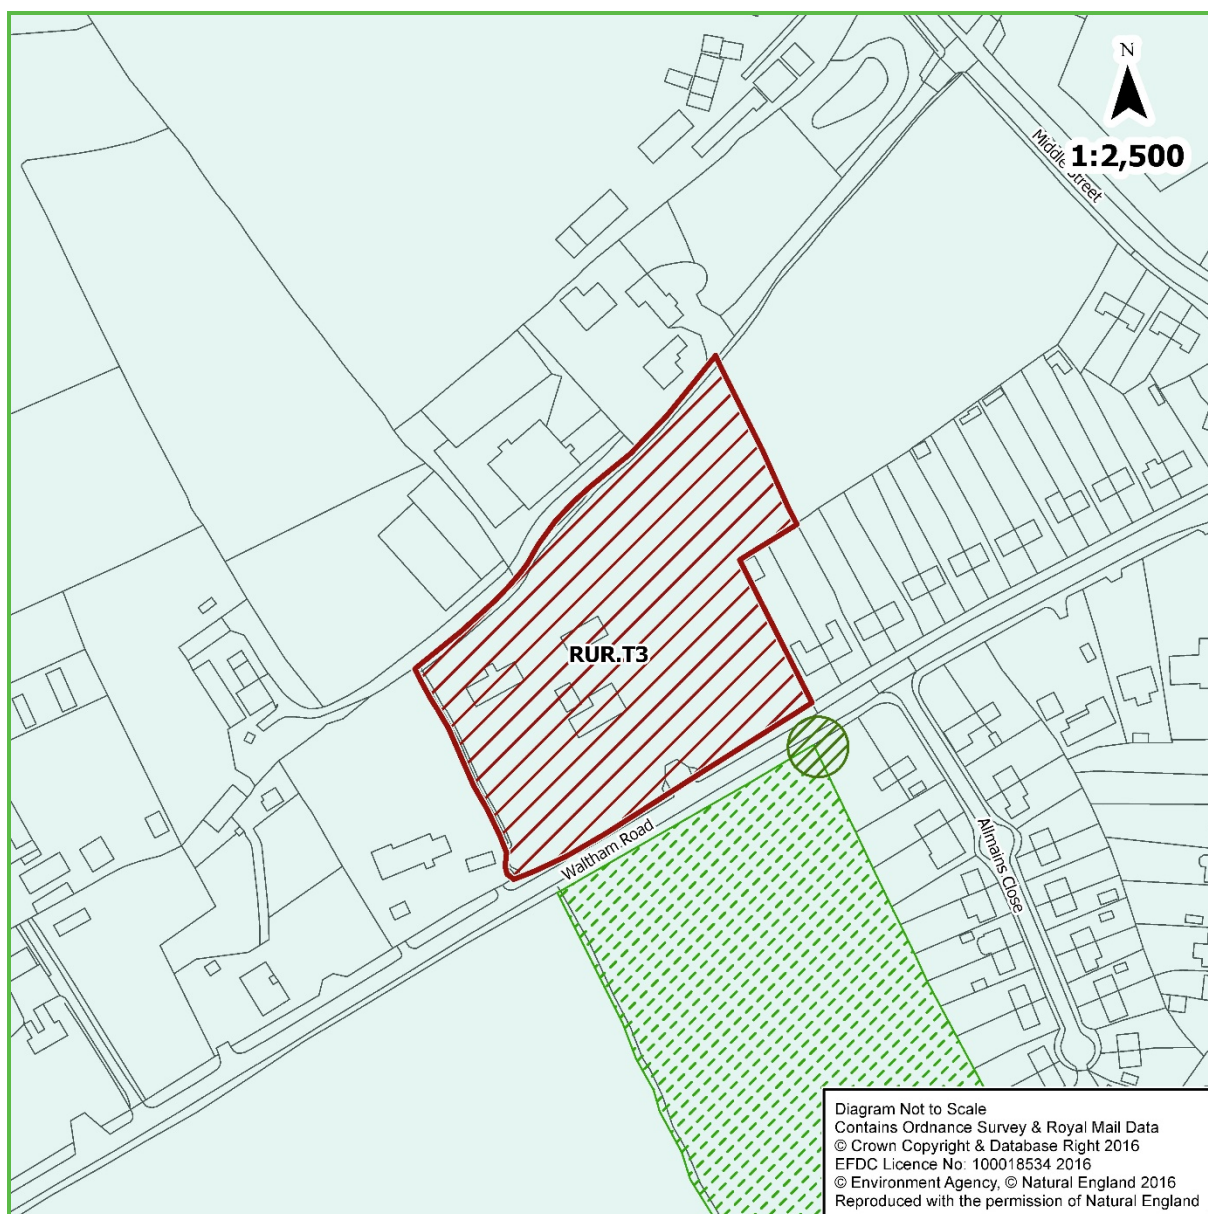 N
1:2,500
Middle Street
RUR.T3
Waltham Road
Allmains Close
Diagram Not to Scale
Contains Ordnance Survey & Royal Mail Data
© Crown Copyright & Database Right 2016
EFDC Licence No: 100018534 2016
© Environment Agency, © Natural England 2016
Reproduced with the permission of Natural England